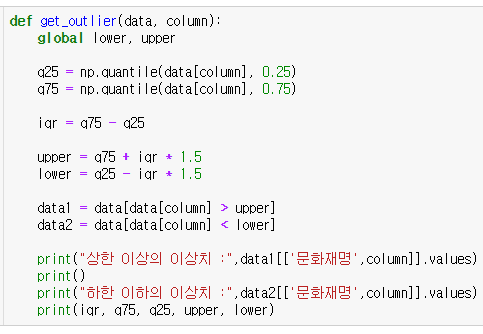 def get_outlier(data, column):
    global lower, upper
    q25 = np.quantile(data[column], 0.25)
    q75 = np.quantile(data[column], 0.75)
    iqr = q75 - q25
    upper = q75 + iqr * 1.5
    lower = q25 - iqr * 1.5
    data1 = data[data[column] > upper]
    data2 = data[data[column] < lower]
    print("상한 이상의 이상치 :",data1[['문화재명',column]].values)
    print()
    print("하한 이하의 이상치 :",data2[['문화재명',column]].values)
    print(iqr, q75, q25, upper, lower)